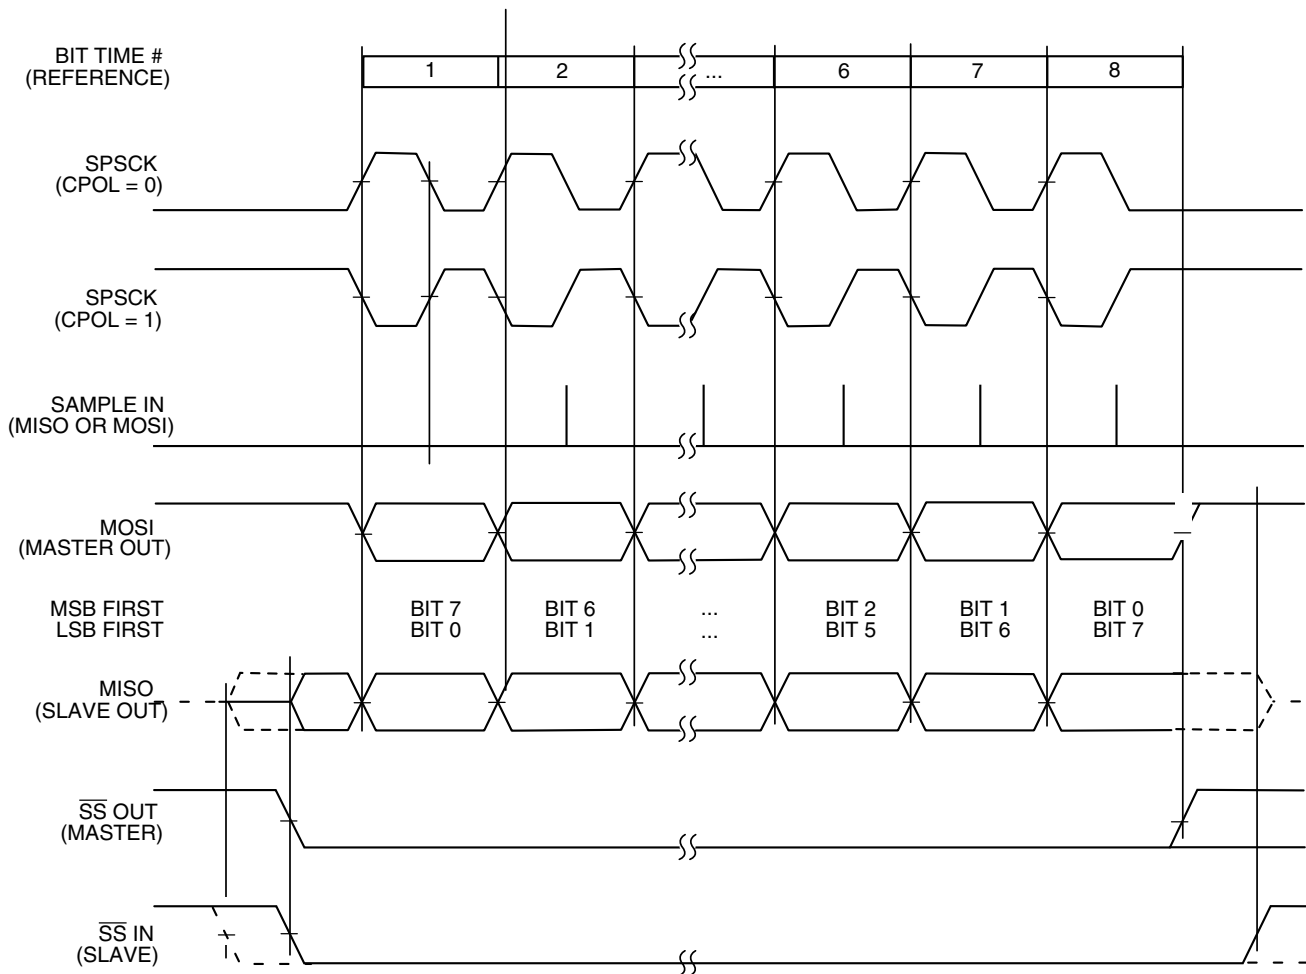 BIT TIME #
(REFERENCE)
1 2 ... 6 7 8
SPSCK
(CPOL = 0)
SPSCK
(CPOL = 1)
SAMPLE IN
(MISO OR MOSI)
MOSI
(MASTER OUT)
MSB FIRST BIT 7 BIT 6 ... BIT 2 BIT 1 BIT 0
LSB FIRST BIT 0 BIT 1 ... BIT 5 BIT 6 BIT 7
MISO
(SLAVE OUT)
S̅S̅ OUT
(MASTER)
S̅S̅ IN
(SLAVE)